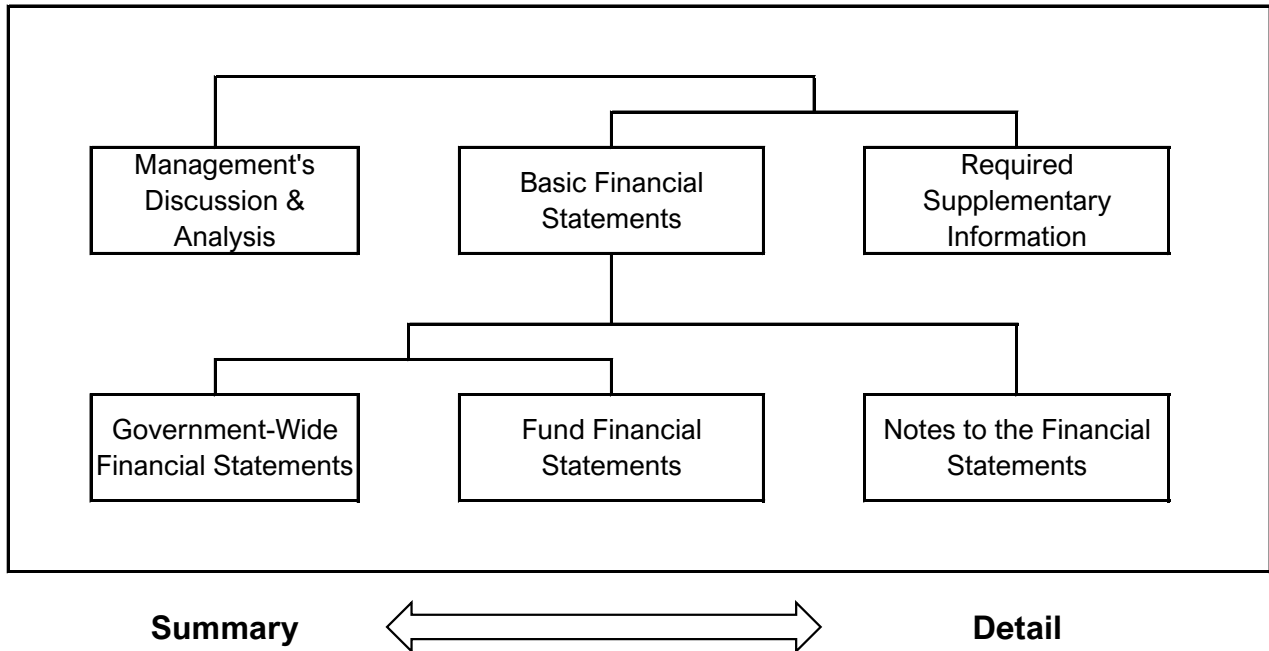 Management's
Discussion &
Analysis
Basic Financial
Statements
Required
Supplementary
Information
Government-Wide
Financial Statements
Fund Financial
Statements
Notes to the Financial
Statements
Summary
Detail